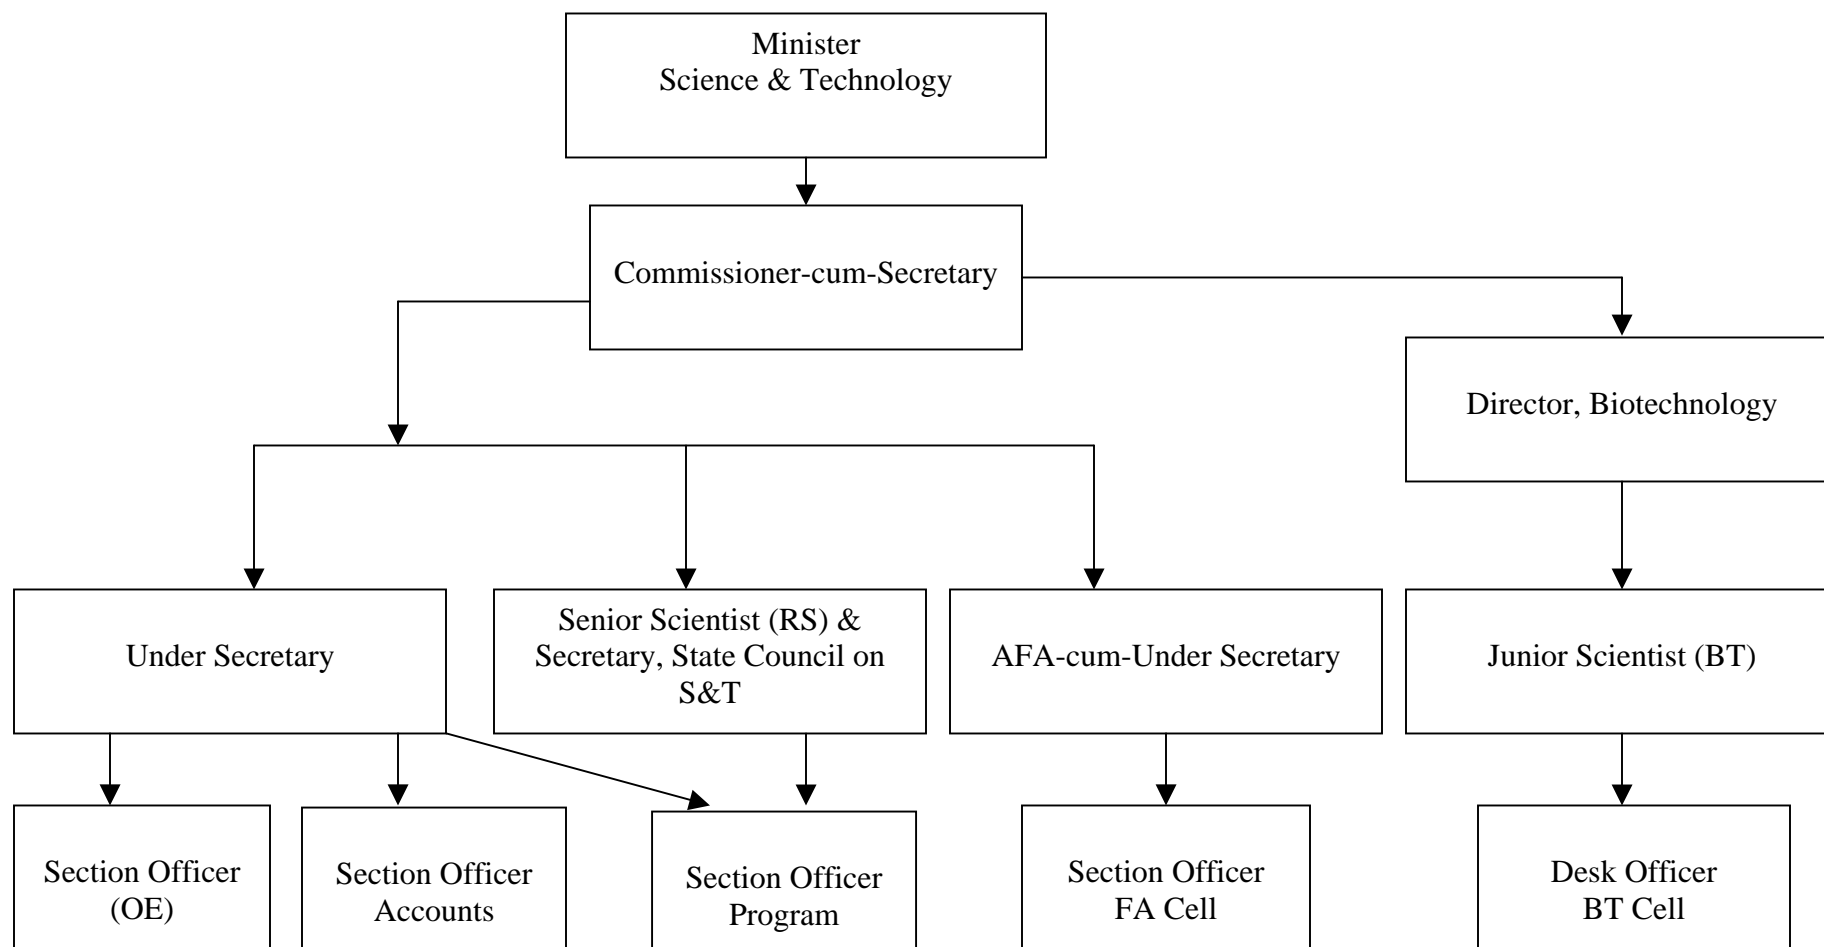 Minister
Science & Technology
Commissioner-cum-Secretary
Director, Biotechnology
Under Secretary
Senior Scientist (RS) &
Secretary, State Council on
S&T
AFA-cum-Under Secretary
Junior Scientist (BT)
Section Officer
(OE)
Section Officer
Accounts
Section Officer
Program
Section Officer
FA Cell
Desk Officer
BT Cell